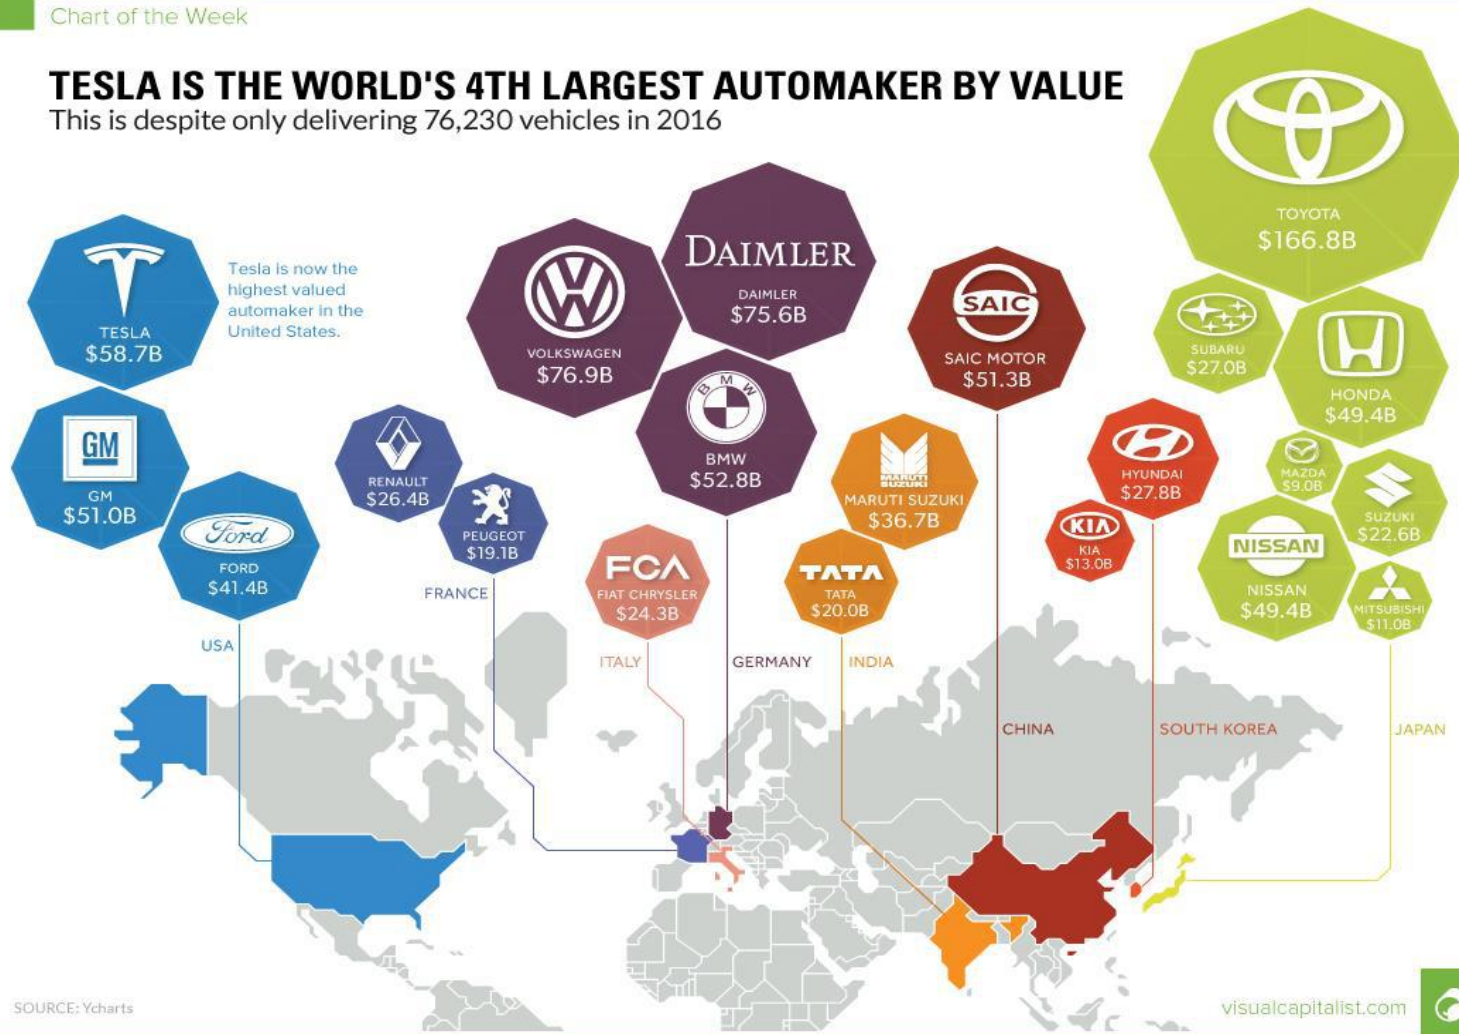 Chart of the Week
TESLA IS THE WORLD'S 4TH LARGEST AUTOMAKER BY VALUE
This is despite only delivering 76,230 vehicles in 2016
TESLA
$58.7B
Tesla is now the
highest valued
automaker in the
United States.
GM
GM
$51.0B
Ford
FORD
$41.4B
USA
RENAULT
$26.4B
PEUGEOT
$19.1B
FRANCE
VOLKSWAGEN
$76.9B
DAIMLER
DAIMLER
$75.6B
BMW
BMW
$52.8B
GERMANY
FCA
FIAT CHRYSLER
$24.3B
ITALY
MARUTI
SUZUKI
MARUTI SUZUKI
$36.7B
TATA
TATA
$20.0B
INDIA
SAIC
SAIC MOTOR
$51.3B
CHINA
HYUNDAI
$27.8B
KIA
KIA
$13.0B
SOUTH KOREA
TOYOTA
$166.8B
SUBARU
$27.0B
HONDA
$49.4B
MAZDA
$9.0B
SUZUKI
$22.6B
NISSAN
NISSAN
$49.4B
MITSUBISHI
$11.0B
JAPAN
SOURCE: Ycharts
visualcapitalist.com